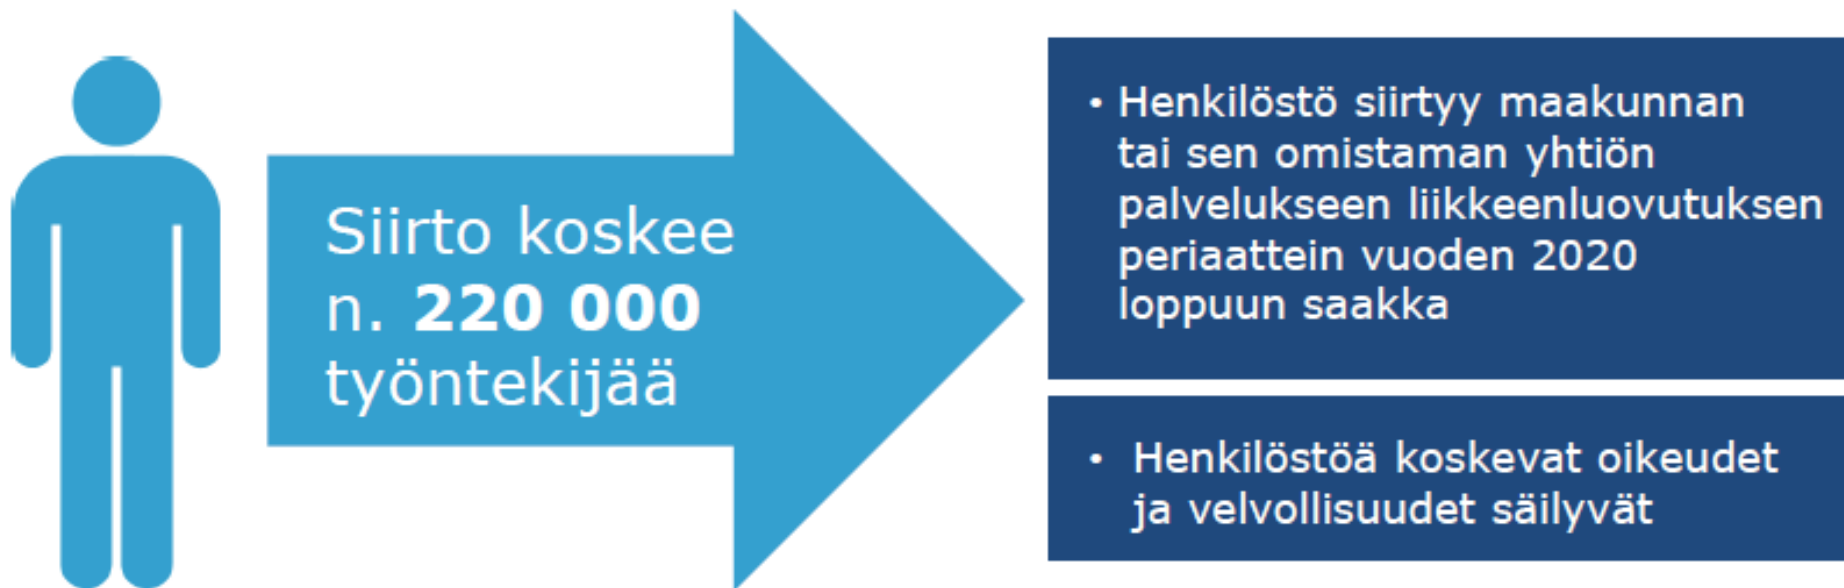 Siirto koskee
n. 220 000
työntekijää
• Henkilöstö siirtyy maakunnan
tai sen omistaman yhtiön
palvelukseen liikkeenluovutuksen
periaattein vuoden 2020
loppuun saakka
• Henkilöstöä koskevat oikeudet
ja velvollisuudet säilyvät